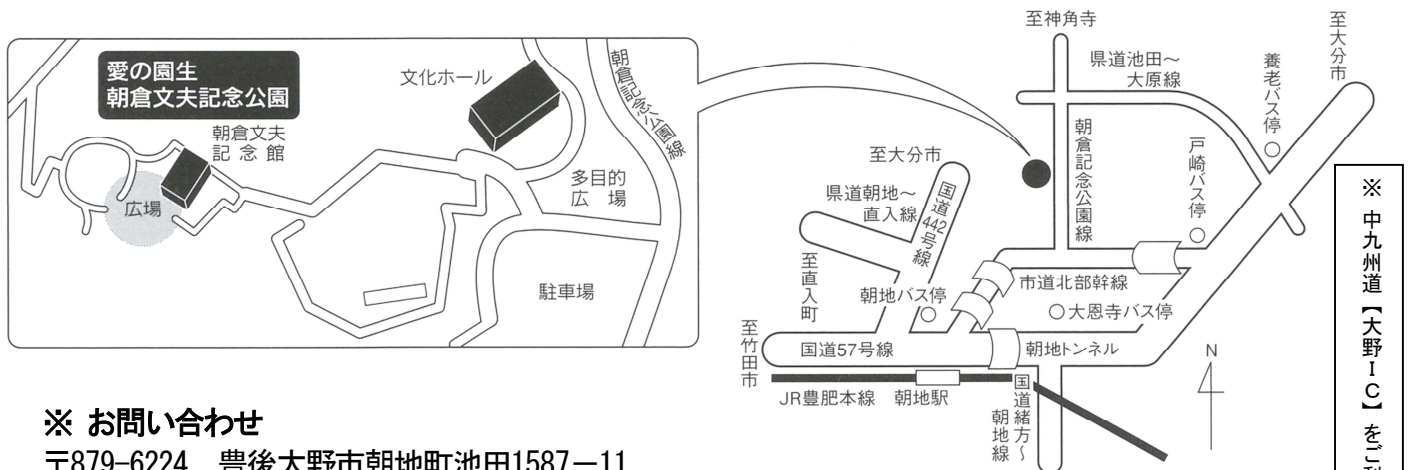 愛の園生
朝倉文夫記念公園
文化ホール
朝倉記念公園線
朝倉文夫
記念館
広場
多目的
広 場
駐車場
至神角寺
至大分市
県道池田~
大原線
養老バス停
朝倉記念公園線
戸崎バス停
至大分市
県道朝地~
直入線
国道442号線
至直入町
朝地バス停
市道北部幹線
大恩寺バス停
至竹田市
国道57号線
朝地トンネル
JR豊肥本線
朝地駅
国道緒方~
朝地線
N
※ 中九州道【大野IC】をご利
※ お問い合わせ
〒879-6224 豊後大野市朝地町池田1587-11